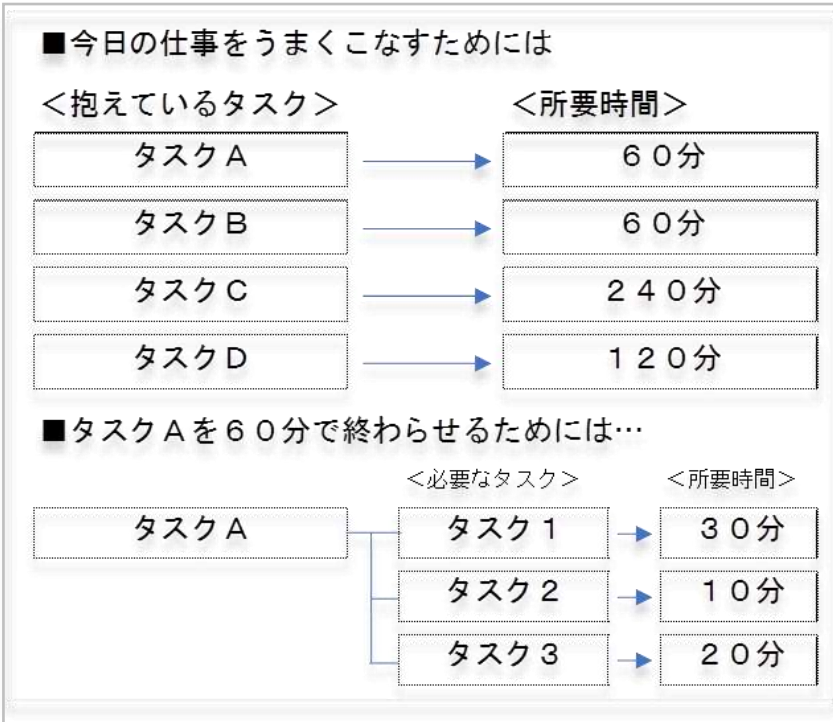 ■今日の仕事をうまくこなすためには
＜抱えているタスク＞ ＜所要時間＞
タスクＡ ６０分
タスクＢ ６０分
タスクＣ ２４０分
タスクＤ １２０分
■タスクＡを６０分で終わらせるためには…
＜必要なタスク＞ ＜所要時間＞
タスクＡ タスク１ ３０分
タスク２ １０分
タスク３ ２０分